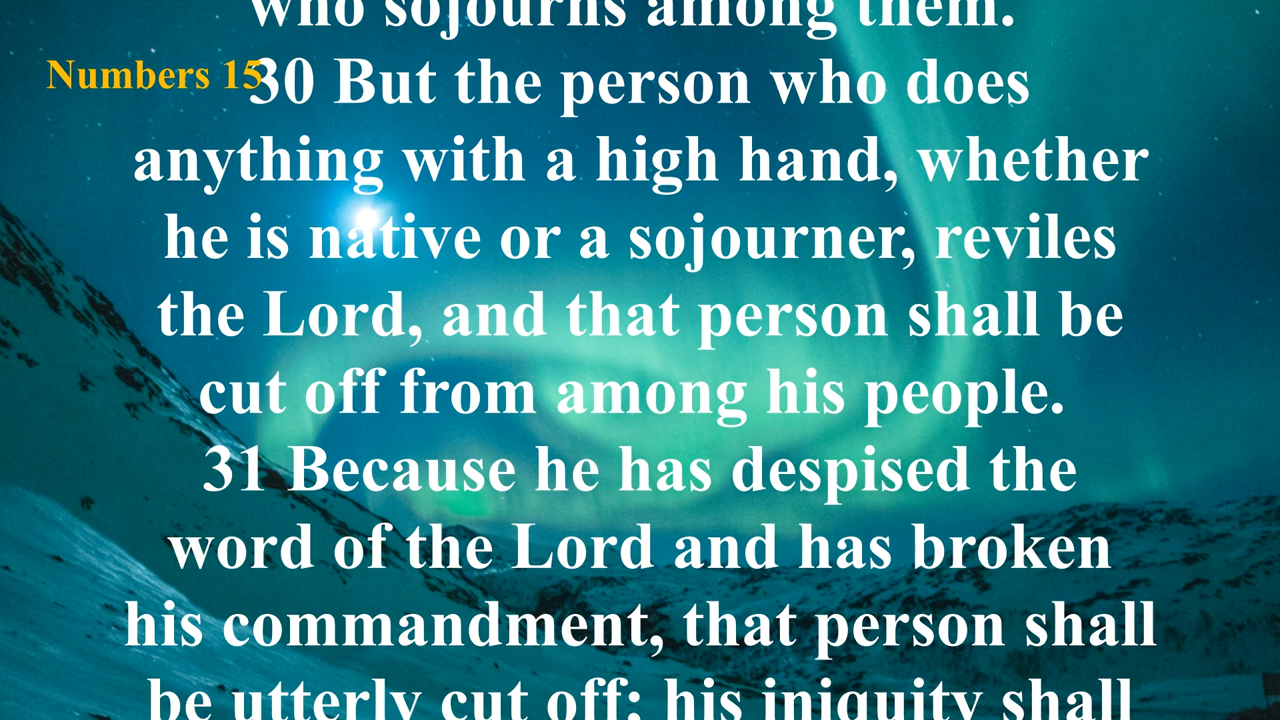 who sojourns among them.
Numbers 15
30 But the person who does
anything with a high hand, whether
he is native or a sojourner, reviles
the Lord, and that person shall be
cut off from among his people.
31 Because he has despised the
word of the Lord and has broken
his commandment, that person shall
be utterly cut off; his iniquity shall